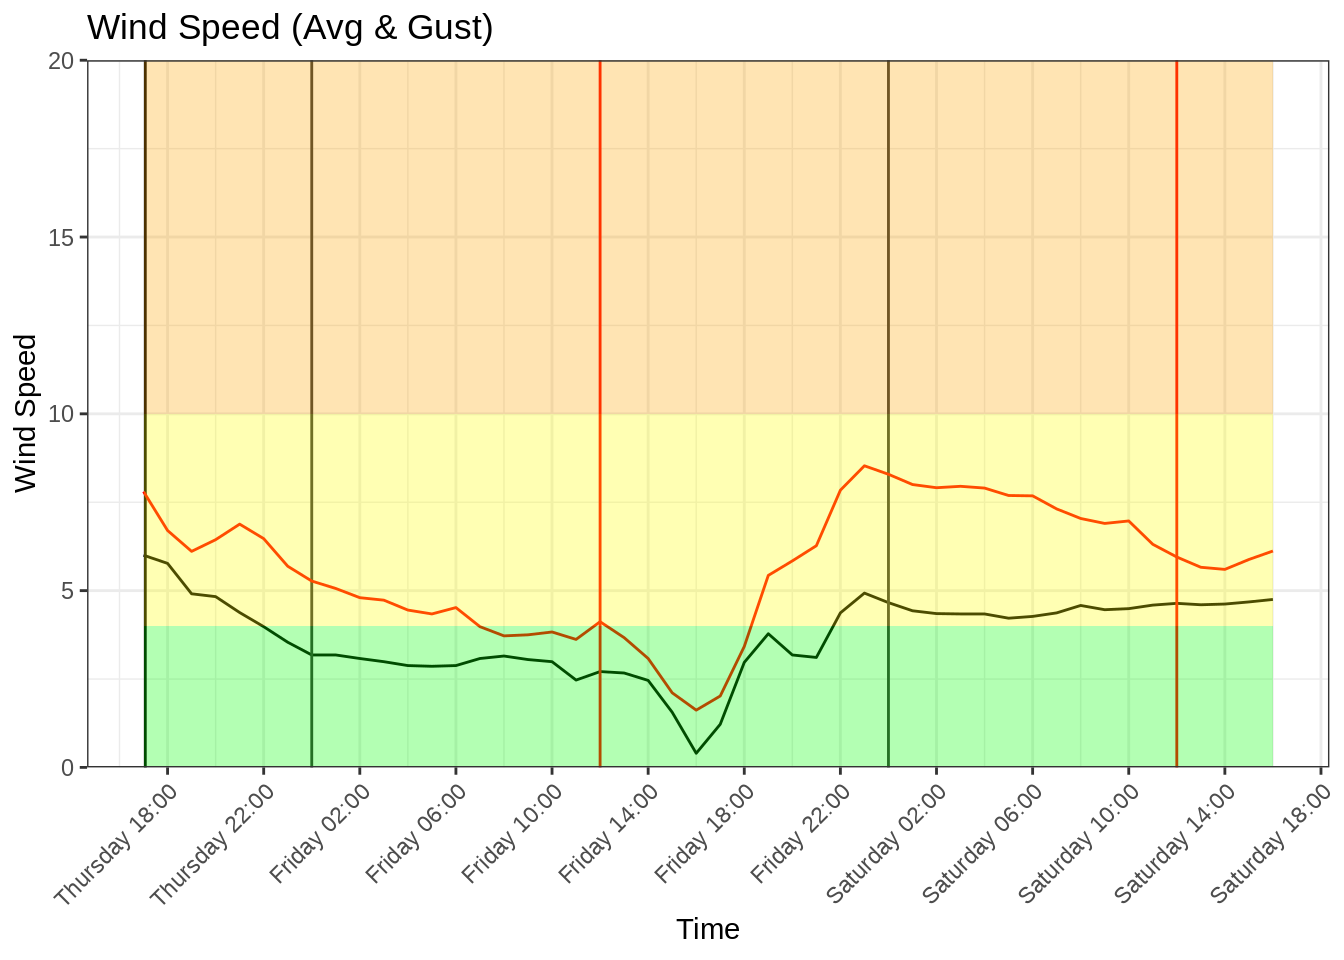 Wind Speed (Avg & Gust)
20
15
10
5
0
Wind Speed
Thursday 18:00
Thursday 22:00
Friday 02:00
Friday 06:00
Friday 10:00
Friday 14:00
Friday 18:00
Friday 22:00
Saturday 02:00
Saturday 06:00
Saturday 10:00
Saturday 14:00
Saturday 18:00
Time